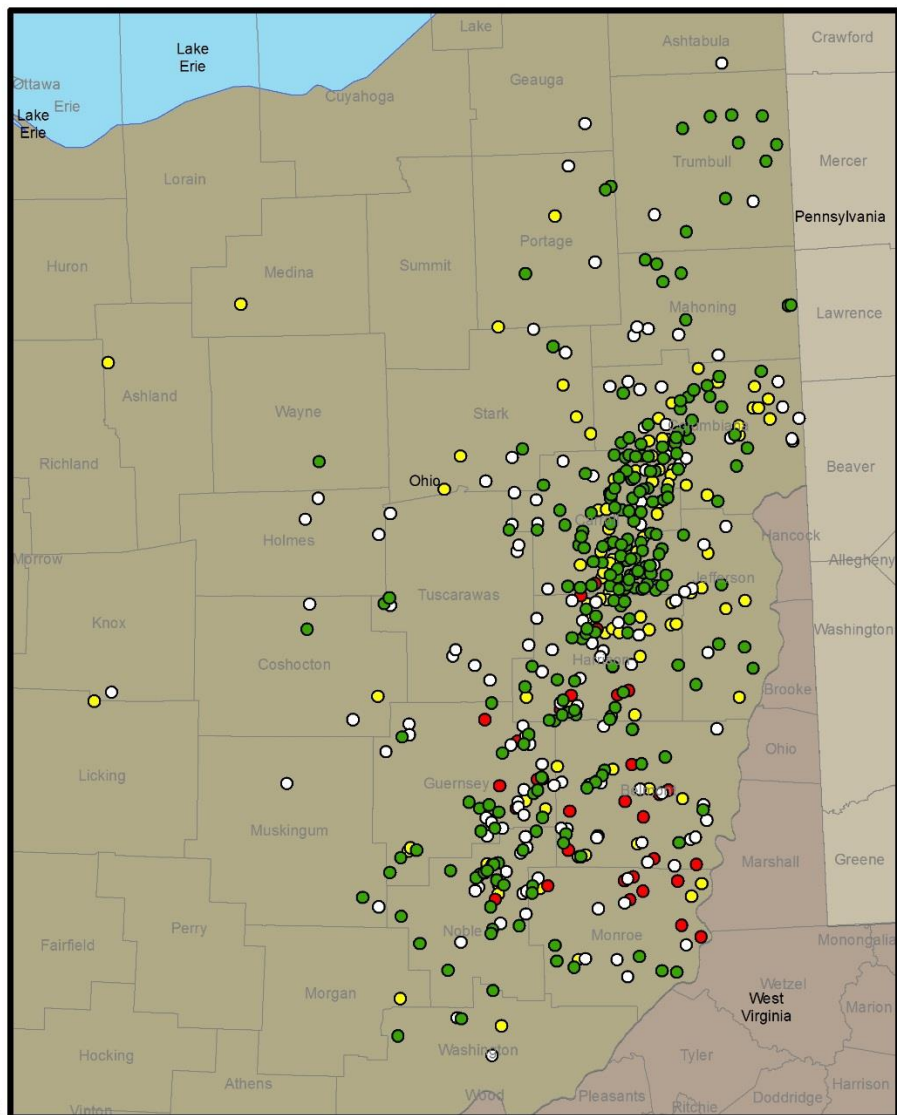 Lake
Ashtabula
Crawford
Lake
Erie
Geauga
Ottawa
Erie
Cuyahoga
Lake
Erie
Trumbull
Mercer
Lorain
Pennsylvania
Portage
Huron
Summit
Medina
Mahoning
Lawrence
Ashland
Wayne
Stark
Columbiana
Richland
Beaver
Ohio
Carroll
Holmes
Hancock
Morrow
Allegheny
Jefferson
Tuscarawas
Knox
Washington
Coshocton
Harrison
Brooke
Ohio
Licking
Guernsey
Belmont
Muskingum
Marshall
Greene
Perry
Noble
Monroe
Fairfield
Monongalia
Wetzel
Morgan
West
Virginia
Marion
Washington
Hocking
Tyler
Athens
Harrison
Wood
Pleasants
Doddridge
Vinton
Ritchie